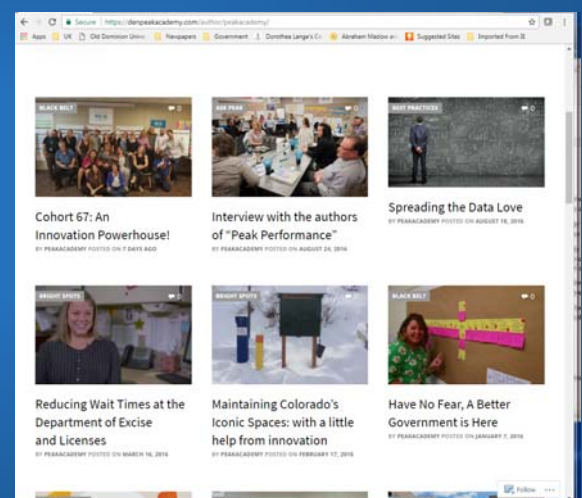 Secure | https://denpeakacademy.com/author/peakacademy/
Apps UK Old Dominion Unive Newspapers Government Dorothea Lange's Co Abraham Maslow an Suggested Sites Imported From IE
BLACK BELT 0 ASK PEAK 0 BEST PRACTICES 0
Cohort 67: An
Innovation Powerhouse!
BY PEAKACADEMY POSTED ON 7 DAYS AGO
Interview with the authors
of “Peak Performance”
BY PEAKACADEMY POSTED ON AUGUST 24, 2016
Spreading the Data Love
BY PEAKACADEMY POSTED ON AUGUST 18, 2016
BRIGHT SPOTS 0 BRIGHT SPOTS 0 BLACK BELT 0
Reducing Wait Times at the
Department of Excise
and Licenses
BY PEAKACADEMY POSTED ON MARCH 16, 2016
Maintaining Colorado’s
Iconic Spaces: with a little
help from innovation
BY PEAKACADEMY POSTED ON FEBRUARY 17, 2016
Have No Fear, A Better
Government is Here
BY PEAKACADEMY POSTED ON JANUARY 7, 2016
Follow